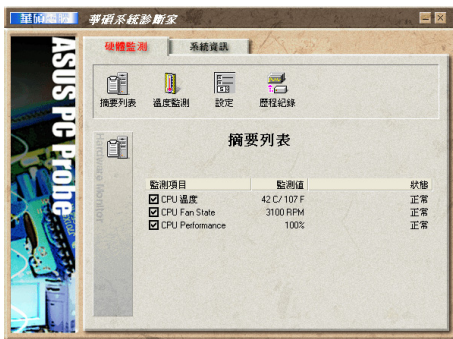 華碩電腦 華碩系統診斷家
硬體監測 系統資訊
摘要列表 溫度監測 設定 歷程紀錄
ASUS PC Probe
Hardware Monitor
摘要列表
監測項目 監測值 狀態
CPU 溫度 42 C/ 107 F 正常
CPU Fan State 3100 RPM 正常
CPU Performance 100% 正常